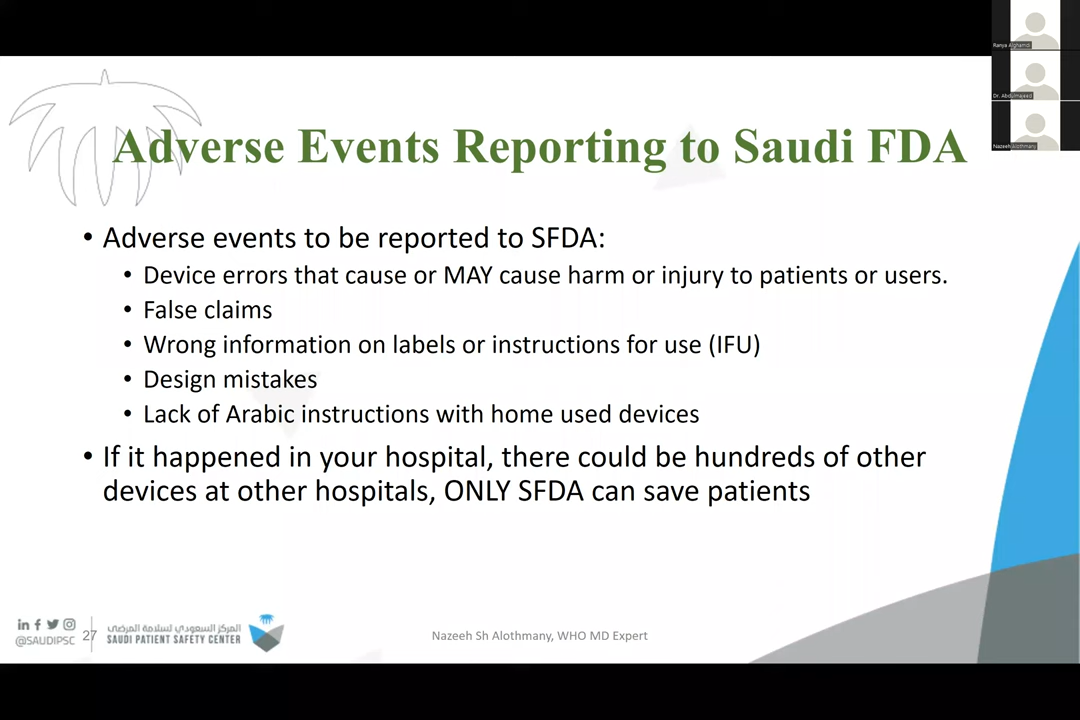 Ranya Alghamdi
Dr. Abdulmajeed
Nazeeh Alothmany
Adverse Events Reporting to Saudi FDA
• Adverse events to be reported to SFDA:
• Device errors that cause or MAY cause harm or injury to patients or users.
• False claims
• Wrong information on labels or instructions for use (IFU)
• Design mistakes
• Lack of Arabic instructions with home used devices
• If it happened in your hospital, there could be hundreds of other
devices at other hospitals, ONLY SFDA can save patients
@SAUDIPSC
27
المركز السعودي لسلامة المرضى
SAUDI PATIENT SAFETY CENTER
Nazeeh Sh Alothmany, WHO MD Expert